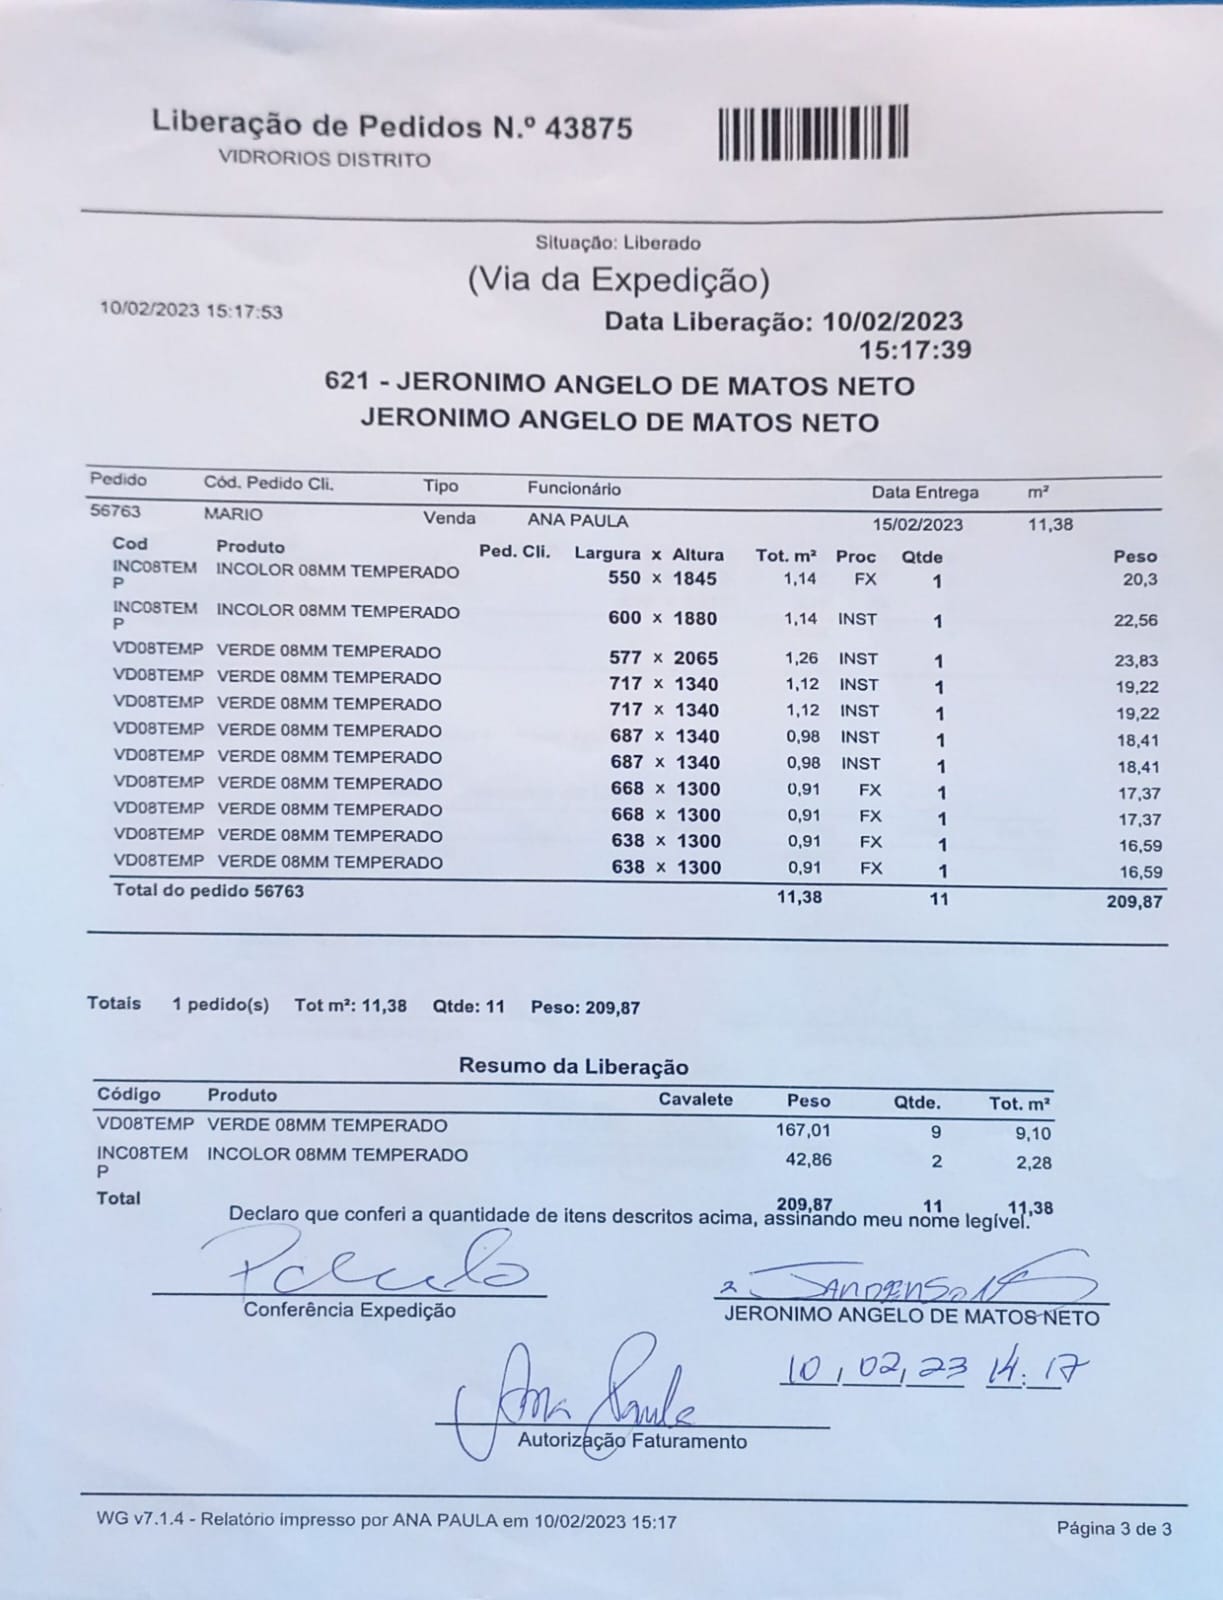 Liberação de Pedidos N.º 43875
VIDRORIOS DISTRITO
Situação: Liberado
(Via da Expedição)
10/02/2023 15:17:53
Data Liberação: 10/02/2023
15:17:39
621 - JERONIMO ANGELO DE MATOS NETO
JERONIMO ANGELO DE MATOS NETO
Pedido Cód. Pedido Cli. Tipo Funcionário Data Entrega m²
56763 MARIO Venda ANA PAULA 15/02/2023 11,38
Cod Produto Ped. Cli. Largura x Altura Tot. m² Proc Qtde Peso
INC08TEM INCOLOR 08MM TEMPERADO 550 x 1845 1,14 FX 1 20,3
P
INC08TEM INCOLOR 08MM TEMPERADO 600 x 1880 1,14 INST 1 22,56
P
VD08TEMP VERDE 08MM TEMPERADO 577 x 2065 1,26 INST 1 23,83
VD08TEMP VERDE 08MM TEMPERADO 717 x 1340 1,12 INST 1 19,22
VD08TEMP VERDE 08MM TEMPERADO 717 x 1340 1,12 INST 1 19,22
VD08TEMP VERDE 08MM TEMPERADO 687 x 1340 0,98 INST 1 18,41
VD08TEMP VERDE 08MM TEMPERADO 687 x 1340 0,98 INST 1 18,41
VD08TEMP VERDE 08MM TEMPERADO 668 x 1300 0,91 FX 1 17,37
VD08TEMP VERDE 08MM TEMPERADO 668 x 1300 0,91 FX 1 17,37
VD08TEMP VERDE 08MM TEMPERADO 638 x 1300 0,91 FX 1 16,59
VD08TEMP VERDE 08MM TEMPERADO 638 x 1300 0,91 FX 1 16,59
Total do pedido 56763 11,38 11 209,87
Totais 1 pedido(s) Tot m²: 11,38 Qtde: 11 Peso: 209,87
Resumo da Liberação
Código Produto Cavalete Peso Qtde. Tot. m²
VD08TEMP VERDE 08MM TEMPERADO 167,01 9 9,10
INC08TEM INCOLOR 08MM TEMPERADO 42,86 2 2,28
P
Total 209,87 11 11,38
Declaro que conferi a quantidade de itens descritos acima, assinando meu nome legível.
Conferência Expedição
JERONIMO ANGELO DE MATOS NETO
10, 02, 23 14:17
Ana Paula
Autorização Faturamento
WG v7.1.4 - Relatório impresso por ANA PAULA em 10/02/2023 15:17
Página 3 de 3